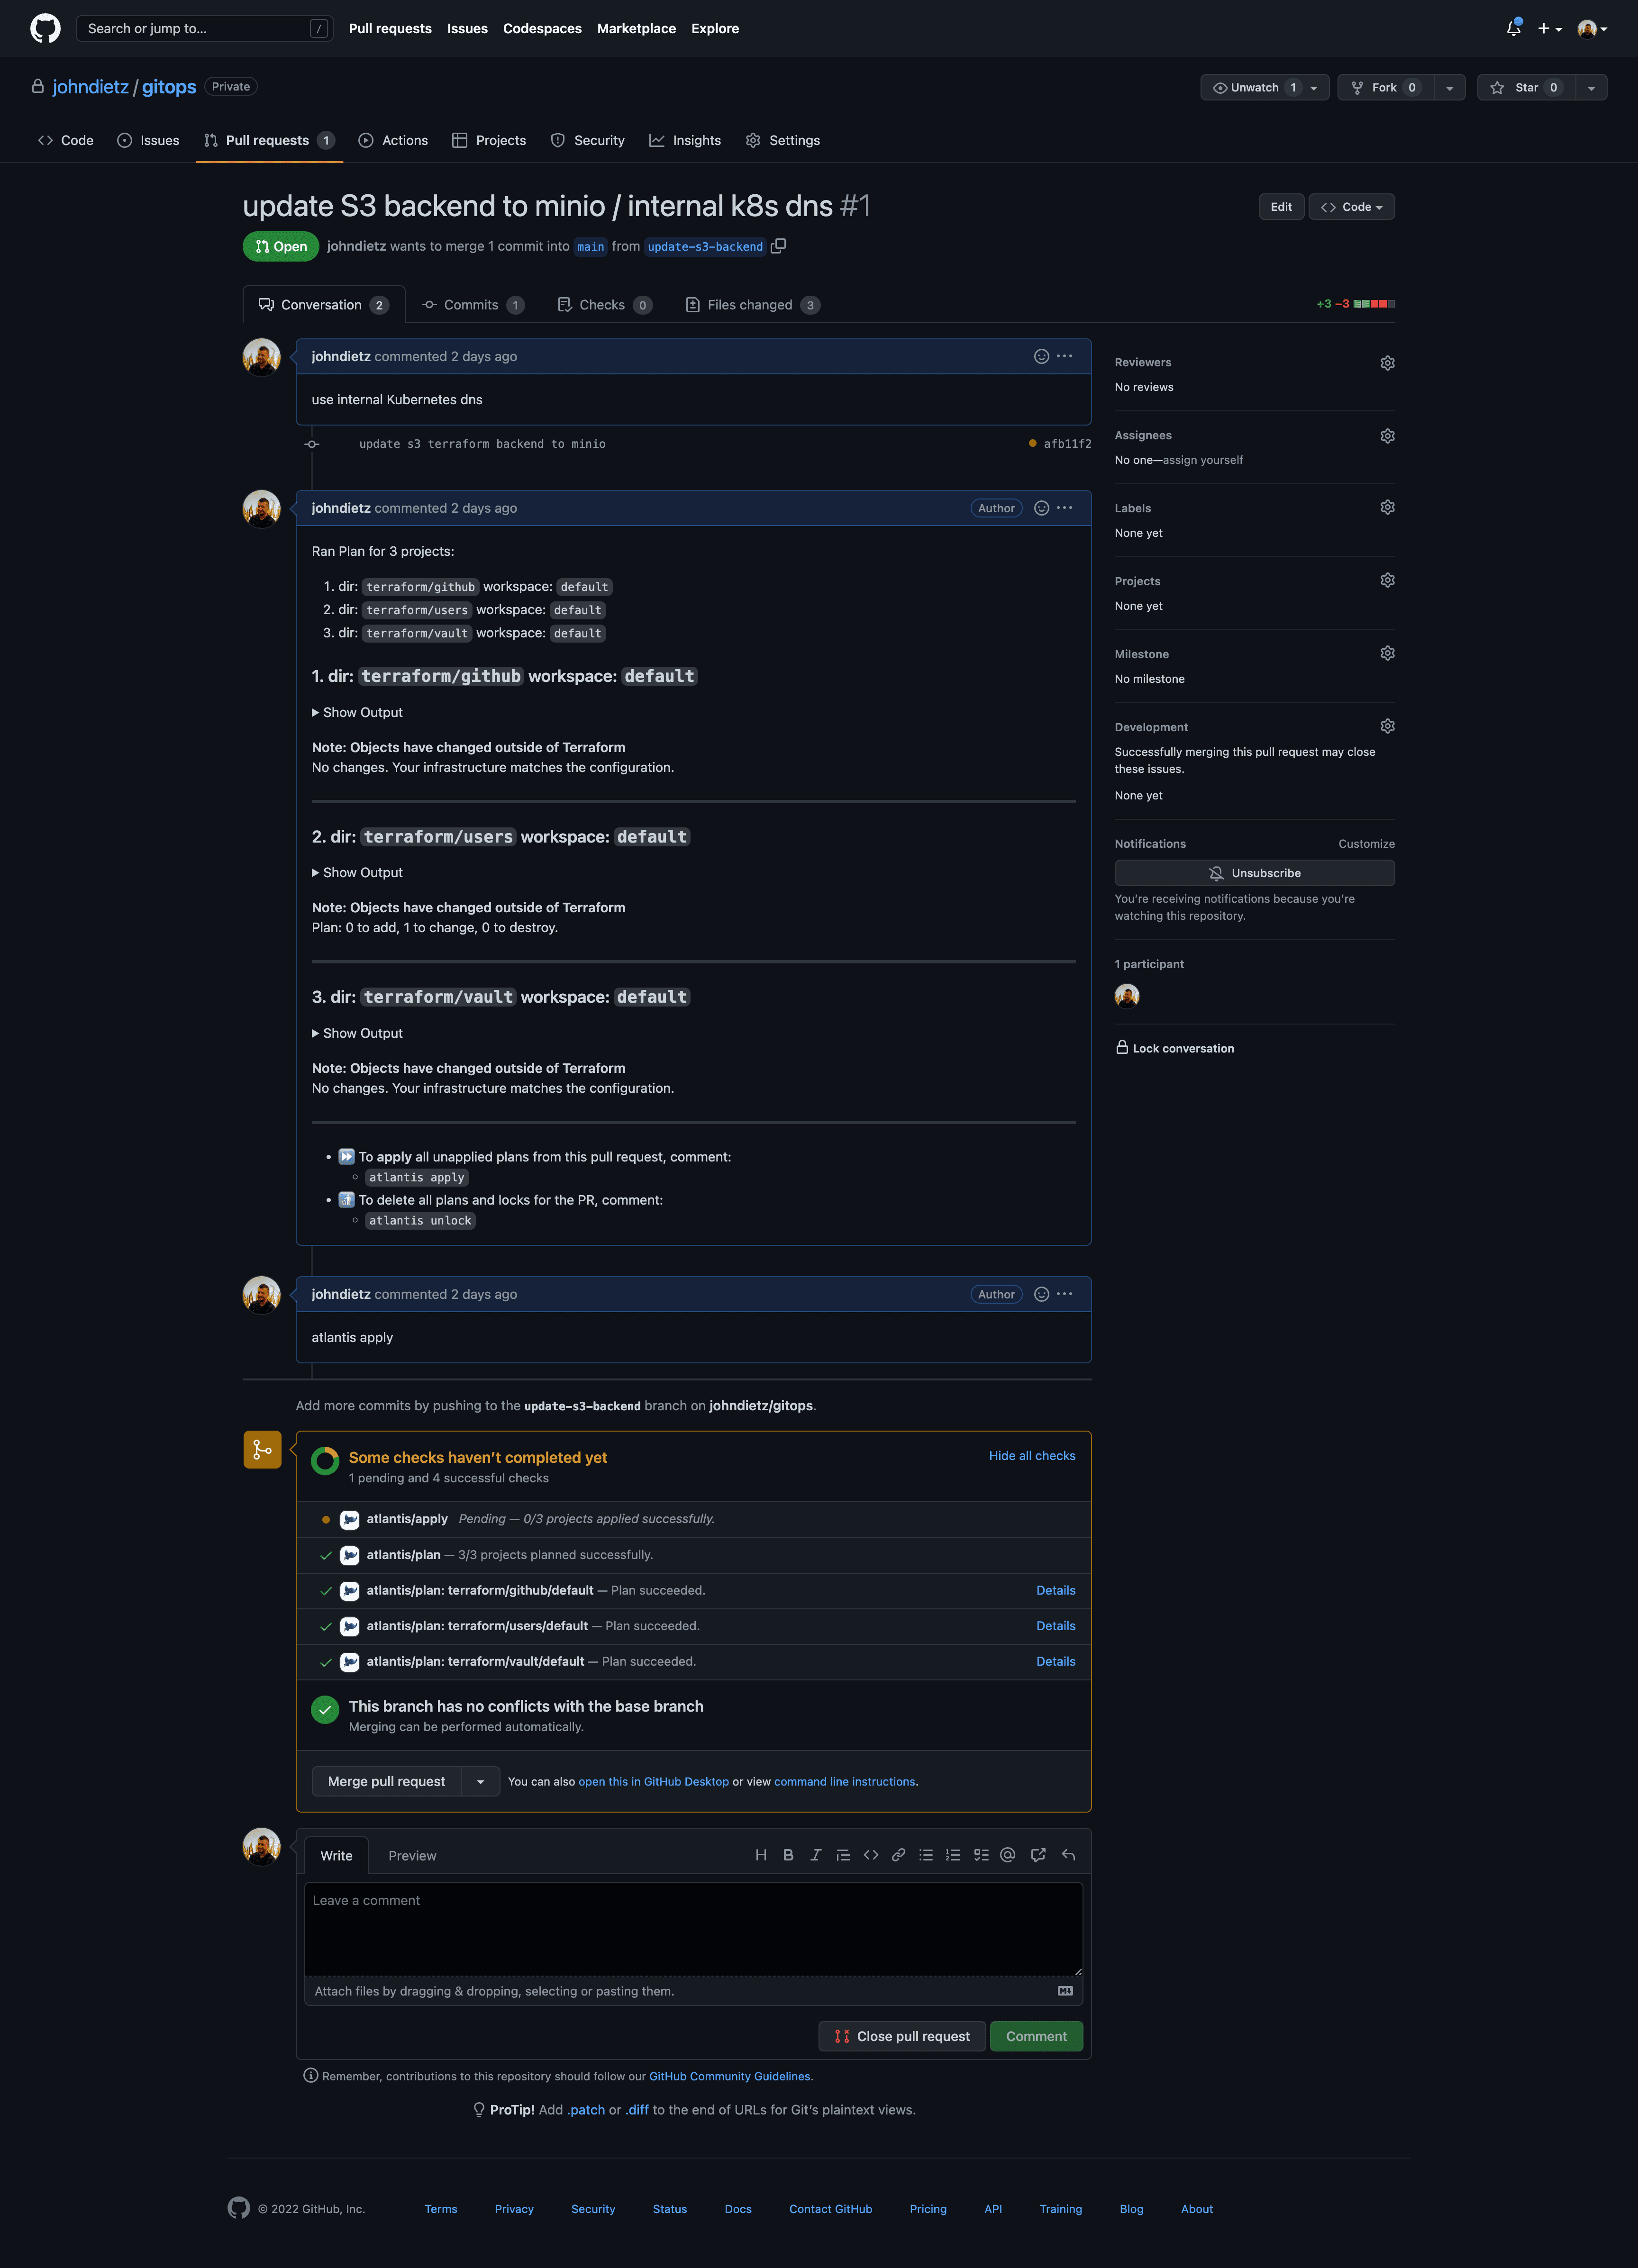 Search or jump to... /
Pull requests Issues Codespaces Marketplace Explore
johndietz / gitops Private
Unwatch 1 Fork 0 Star 0
Code Issues Pull requests 1 Actions Projects Security Insights Settings
update S3 backend to minio / internal k8s dns #1
Edit Code
Open johndietz wants to merge 1 commit into main from update-s3-backend
Conversation 2 Commits 1 Checks 0 Files changed 3
+3 −3
johndietz commented 2 days ago
use internal Kubernetes dns
update s3 terraform backend to minio afb11f2
johndietz commented 2 days ago Author
Ran Plan for 3 projects:
1. dir: terraform/github workspace: default
2. dir: terraform/users workspace: default
3. dir: terraform/vault workspace: default
1. dir: terraform/github workspace: default
Show Output
Note: Objects have changed outside of Terraform
No changes. Your infrastructure matches the configuration.
2. dir: terraform/users workspace: default
Show Output
Note: Objects have changed outside of Terraform
Plan: 0 to add, 1 to change, 0 to destroy.
3. dir: terraform/vault workspace: default
Show Output
Note: Objects have changed outside of Terraform
No changes. Your infrastructure matches the configuration.
• ⏩ To apply all unapplied plans from this pull request, comment:
◦ atlantis apply
• 🚮 To delete all plans and locks for the PR, comment:
◦ atlantis unlock
johndietz commented 2 days ago Author
atlantis apply
Add more commits by pushing to the update-s3-backend branch on johndietz/gitops.
Some checks haven’t completed yet
1 pending and 4 successful checks
Hide all checks
atlantis/apply Pending — 0/3 projects applied successfully.
atlantis/plan — 3/3 projects planned successfully.
atlantis/plan: terraform/github/default — Plan succeeded. Details
atlantis/plan: terraform/users/default — Plan succeeded. Details
atlantis/plan: terraform/vault/default — Plan succeeded. Details
This branch has no conflicts with the base branch
Merging can be performed automatically.
Merge pull request You can also open this in GitHub Desktop or view command line instructions.
Write Preview
Leave a comment
Attach files by dragging & dropping, selecting or pasting them.
Close pull request Comment
Remember, contributions to this repository should follow our GitHub Community Guidelines.
ProTip! Add .patch or .diff to the end of URLs for Git’s plaintext views.
Reviewers
No reviews
Assignees
No one—assign yourself
Labels
None yet
Projects
None yet
Milestone
No milestone
Development
Successfully merging this pull request may close
these issues.
None yet
Notifications Customize
Unsubscribe
You’re receiving notifications because you’re
watching this repository.
1 participant
Lock conversation
© 2022 GitHub, Inc. Terms Privacy Security Status Docs Contact GitHub Pricing API Training Blog About